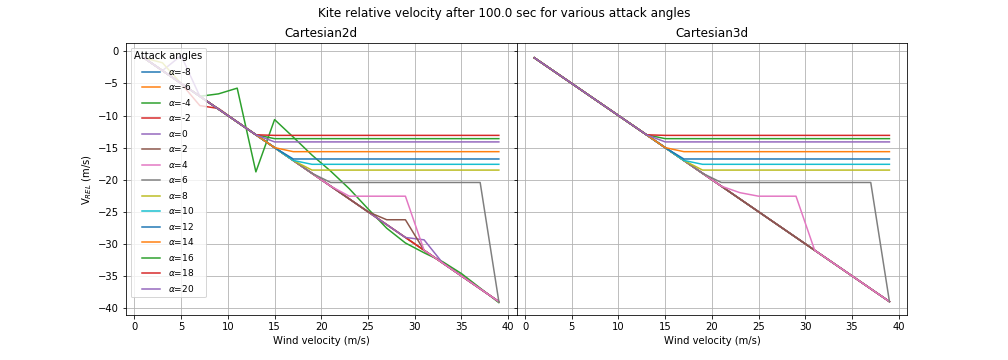 Kite relative velocity after 100.0 sec for various attack angles
Cartesian2d
Cartesian3d
Attack angles
α=-8
α=-6
α=-4
α=-2
α=0
α=2
α=4
α=6
α=8
α=10
α=12
α=14
α=16
α=18
α=20
0
−5
−10
−15
−20
−25
−30
−35
−40
V_REL (m/s)
0 5 10 15 20 25 30 35 40
0 5 10 15 20 25 30 35 40
Wind velocity (m/s)
Wind velocity (m/s)